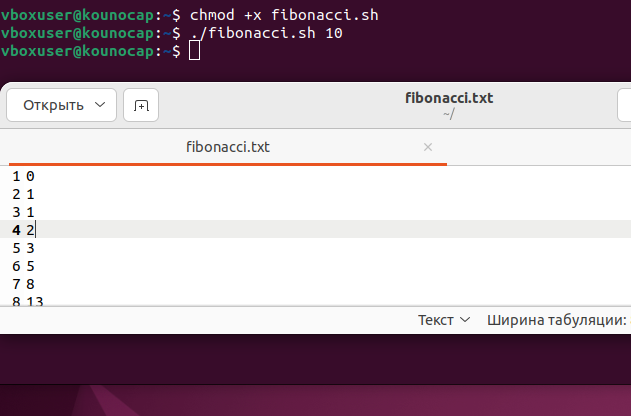 vboxuser@kounocap:~$ chmod +x fibonacci.sh
vboxuser@kounocap:~$ ./fibonacci.sh 10
vboxuser@kounocap:~$
Открыть
fibonacci.txt
~/
fibonacci.txt ×
1 0
2 1
3 1
4 2
5 3
6 5
7 8
8 13
Текст Ширина табуляции: